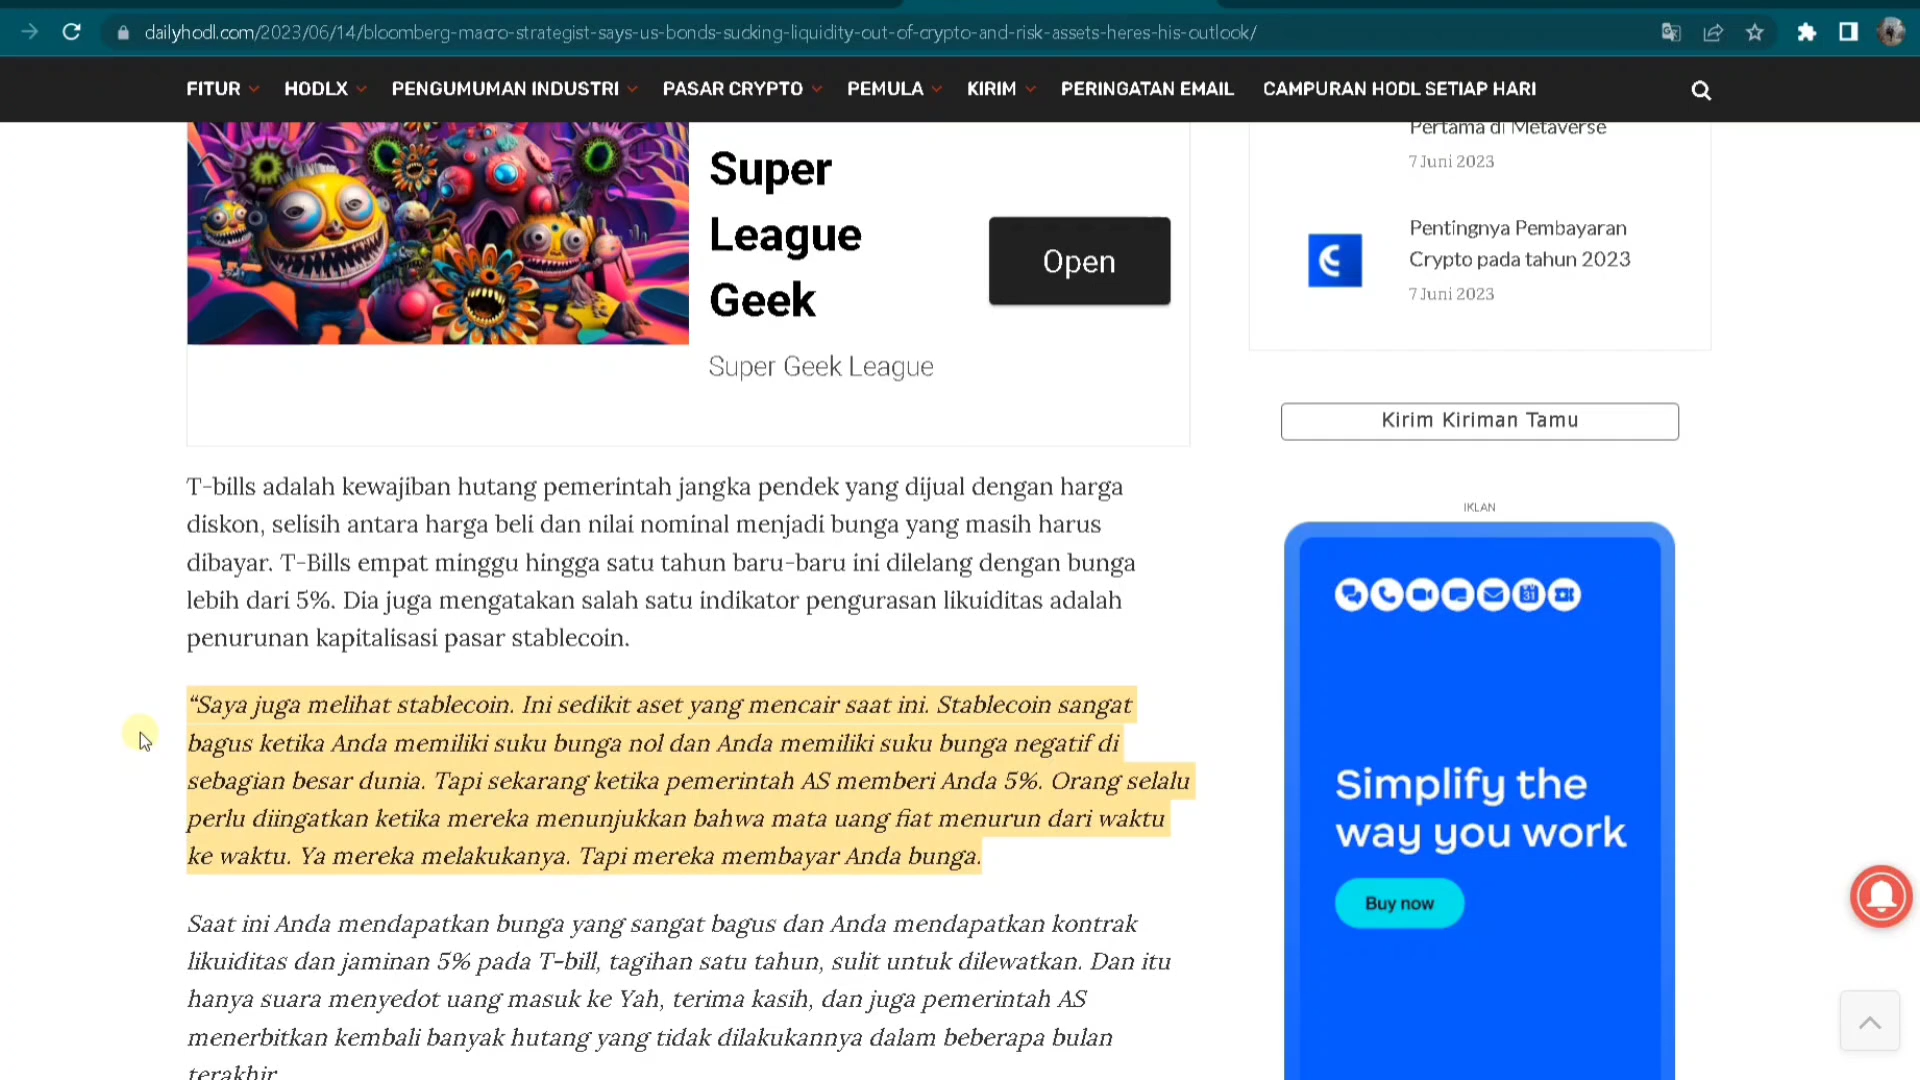 dailyhodl.com/2023/06/14/bloomberg-macro-strategist-says-us-bonds-sucking-liquidity-out-of-crypto-and-risk-assets-heres-his-outlook/
FITUR HODLX PENGUMUMAN INDUSTRI PASAR CRYPTO PEMULA KIRIM PERINGATAN EMAIL CAMPURAN HODL SETIAP HARI
Super
League
Geek
Super Geek League
Open
T-bills adalah kewajiban hutang pemerintah jangka pendek yang dijual dengan harga
diskon, selisih antara harga beli dan nilai nominal menjadi bunga yang masih harus
dibayar. T-Bills empat minggu hingga satu tahun baru-baru ini dilelang dengan bunga
lebih dari 5%. Dia juga mengatakan salah satu indikator pengurasan likuiditas adalah
penurunan kapitalisasi pasar stablecoin.
“Saya juga melihat stablecoin. Ini sedikit aset yang mencair saat ini. Stablecoin sangat
bagus ketika Anda memiliki suku bunga nol dan Anda memiliki suku bunga negatif di
sebagian besar dunia. Tapi sekarang ketika pemerintah AS memberi Anda 5%. Orang selalu
perlu diingatkan ketika mereka menunjukkan bahwa mata uang fiat menurun dari waktu
ke waktu. Ya mereka melakukanya. Tapi mereka membayar Anda bunga.
Saat ini Anda mendapatkan bunga yang sangat bagus dan Anda mendapatkan kontrak
likuiditas dan jaminan 5% pada T-bill, tagihan satu tahun, sulit untuk dilewatkan. Dan itu
hanya suara menyedot uang masuk ke Yah, terima kasih, dan juga pemerintah AS
menerbitkan kembali banyak hutang yang tidak dilakukannya dalam beberapa bulan
terakhir
Pertama di Metaverse
7 Juni 2023
Pentingnya Pembayaran
Crypto pada tahun 2023
7 Juni 2023
Kirim Kiriman Tamu
IKLAN
31
Simplify the
way you work
Buy now